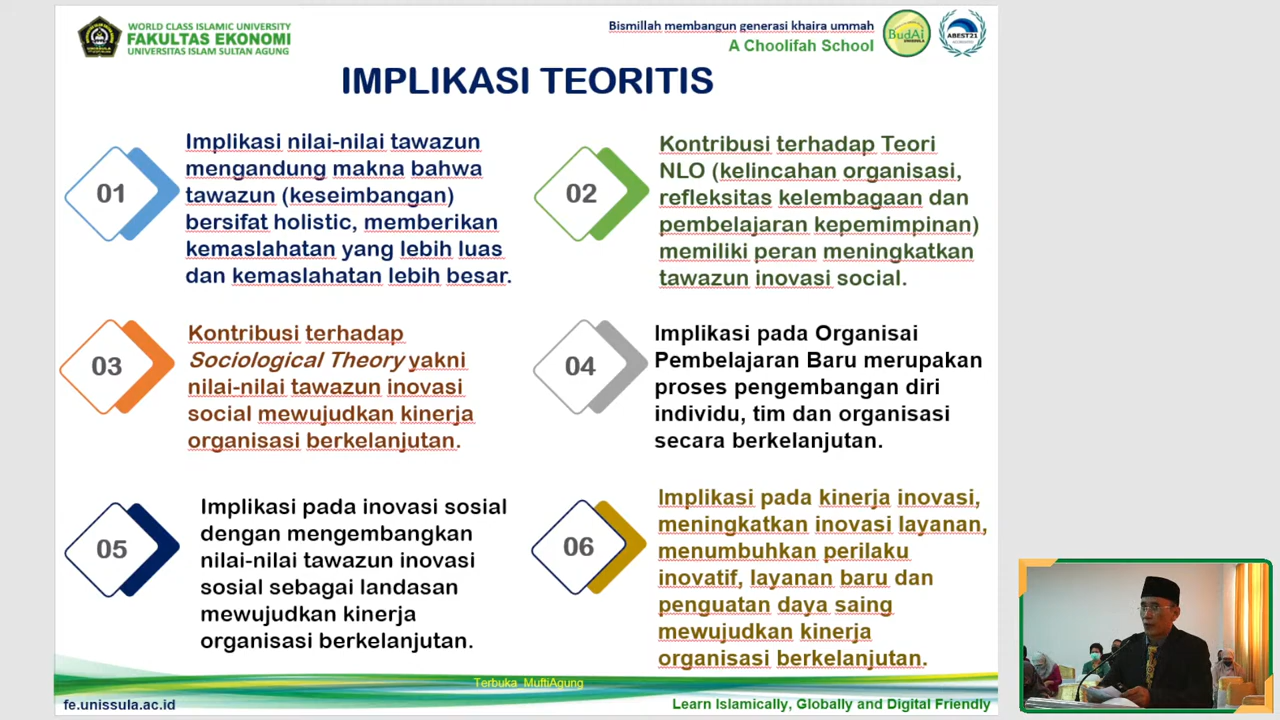 WORLD CLASS ISLAMIC UNIVERSITY
FAKULTAS EKONOMI
UNIVERSITAS ISLAM SULTAN AGUNG
Bismillah membangun generasi khaira ummah
A Choolifah School
BudAi
ABEST21
IMPLIKASI TEORITIS
01
Implikasi nilai-nilai tawazun
mengandung makna bahwa
tawazun (keseimbangan)
bersifat holistic, memberikan
kemaslahatan yang lebih luas
dan kemaslahatan lebih besar.
02
Kontribusi terhadap Teori
NLO (kelincahan organisasi,
refleksitas kelembagaan dan
pembelajaran kepemimpinan)
memiliki peran meningkatkan
tawazun inovasi social.
03
Kontribusi terhadap
Sociological Theory yakni
nilai-nilai tawazun inovasi
social mewujudkan kinerja
organisasi berkelanjutan.
04
Implikasi pada Organisai
Pembelajaran Baru merupakan
proses pengembangan diri
individu, tim dan organisasi
secara berkelanjutan.
05
Implikasi pada inovasi sosial
dengan mengembangkan
nilai-nilai tawazun inovasi
sosial sebagai landasan
mewujudkan kinerja
organisasi berkelanjutan.
06
Implikasi pada kinerja inovasi,
meningkatkan inovasi layanan,
menumbuhkan perilaku
inovatif, layanan baru dan
penguatan daya saing
mewujudkan kinerja
organisasi berkelanjutan.
Terbuka MuftiAgung
fe.unissula.ac.id
Learn Islamically, Globally and Digital Friendly